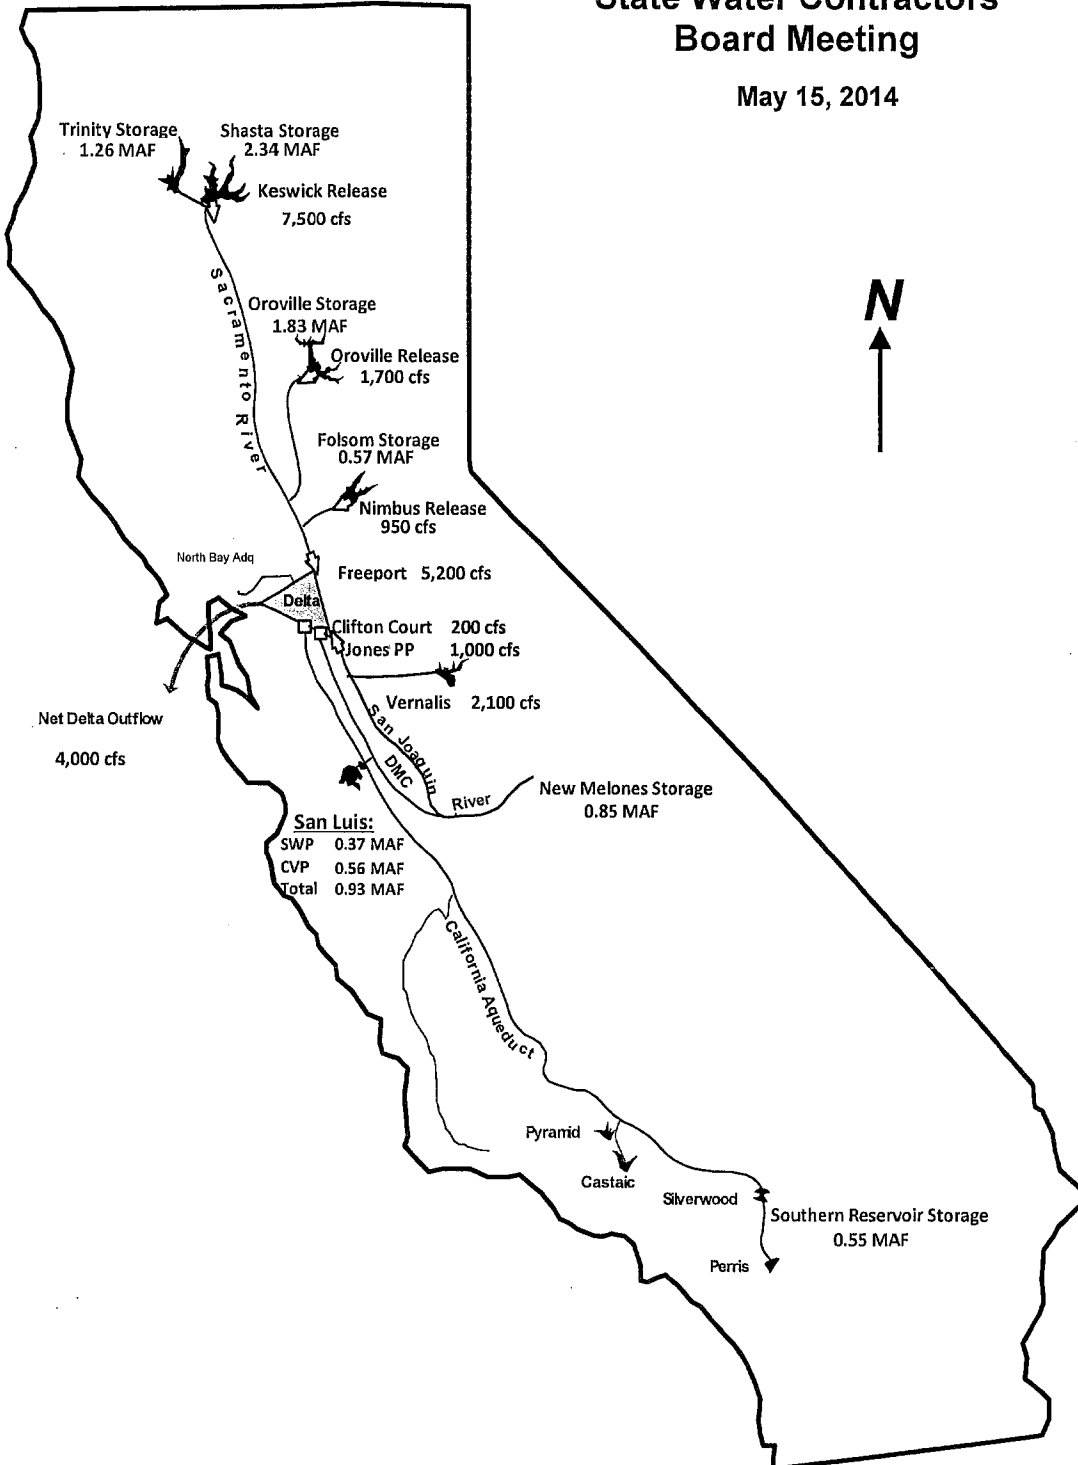 State Water Contractors
Board Meeting
May 15, 2014
Trinity Storage
1.26 MAF
Shasta Storage
2.34 MAF
Keswick Release
7,500 cfs
Sacramento River
Oroville Storage
1.83 MAF
Oroville Release
1,700 cfs
N
Folsom Storage
0.57 MAF
Nimbus Release
950 cfs
North Bay Adq
Freeport 5,200 cfs
Delta
Clifton Court 200 cfs
Jones PP 1,000 cfs
Vernalis 2,100 cfs
Net Delta Outflow
4,000 cfs
San Joaquin
River
DMC
New Melones Storage
0.85 MAF
San Luis:
SWP 0.37 MAF
CVP 0.56 MAF
Total 0.93 MAF
California Aqueduct
Pyramid
Castaic
Silverwood
Southern Reservoir Storage
0.55 MAF
Perris